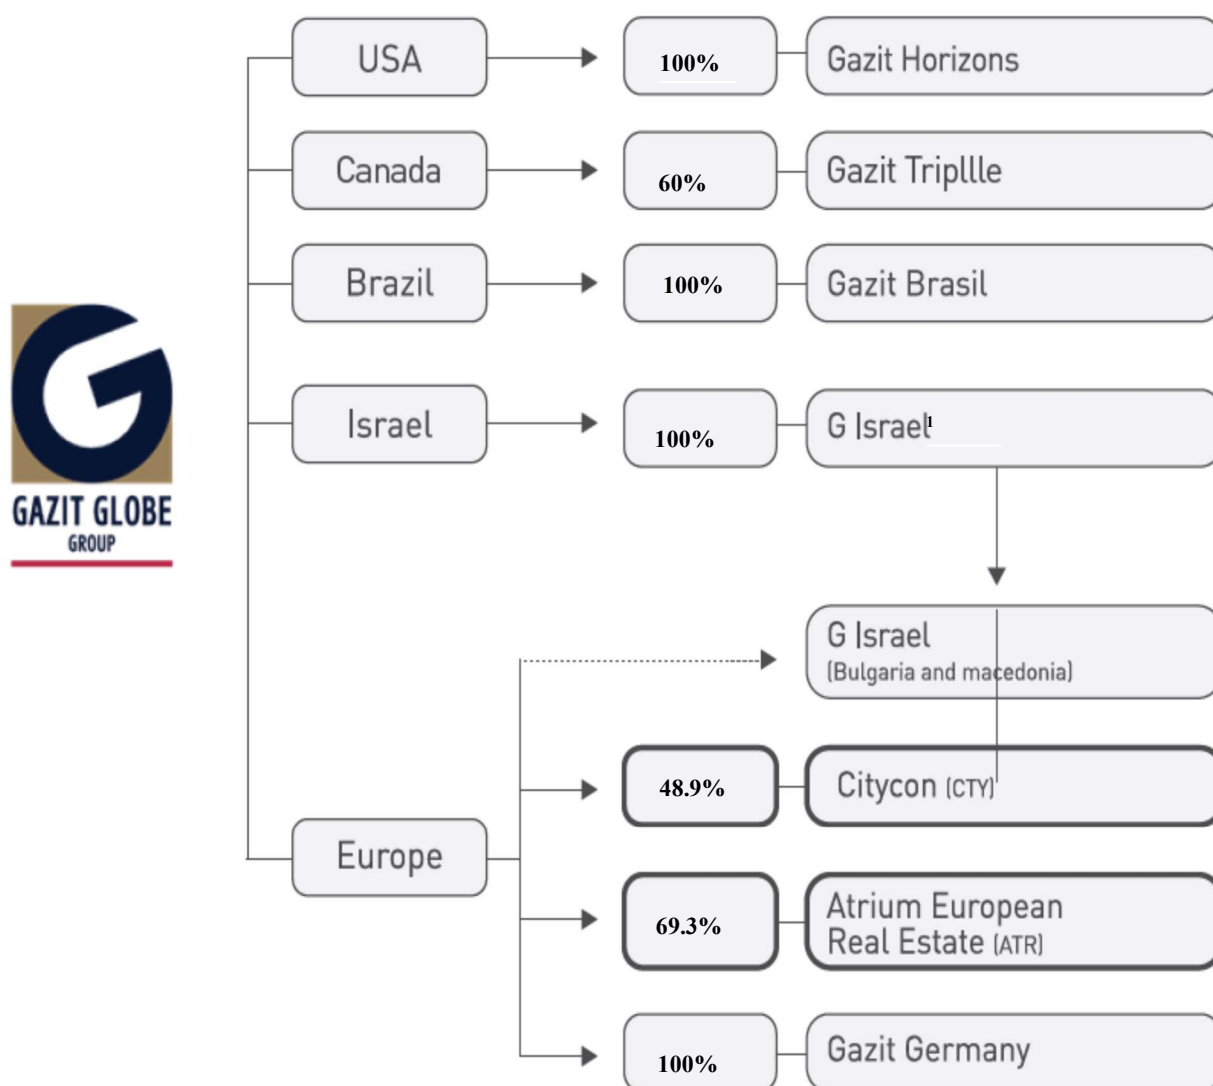 USA
100%
Gazit Horizons
Canada
60%
Gazit Tripllle
Brazil
100%
Gazit Brasil
Israel
100%
G Israel¹
GAZIT GLOBE
GROUP
G Israel
(Bulgaria and macedonia)
48.9%
Citycon (CTY)
Europe
69.3%
Atrium European
Real Estate (ATR)
100%
Gazit Germany